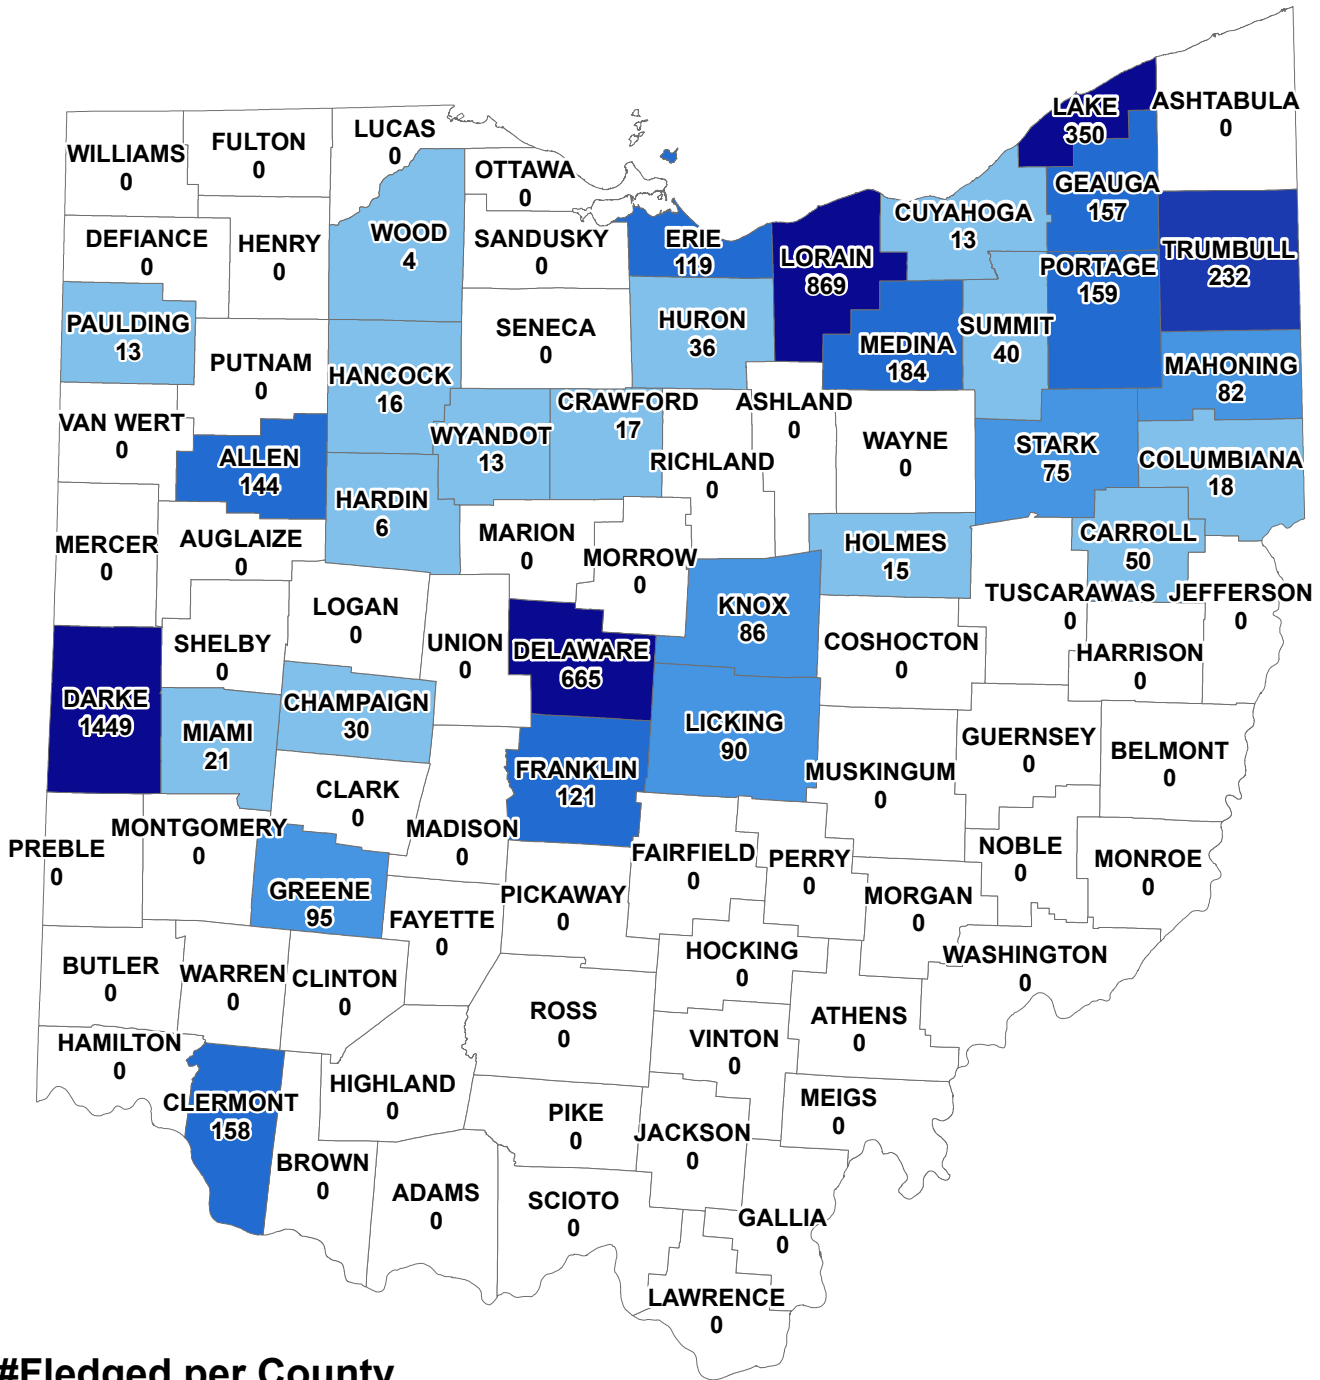 LAKE
350
ASHTABULA
0
WILLIAMS
0
FULTON
0
LUCAS
0
OTTAWA
0
GEAUGA
157
CUYAHOGA
13
TRUMBULL
232
DEFIANCE
0
HENRY
0
WOOD
4
SANDUSKY
0
ERIE
119
LORAIN
869
PORTAGE
159
PAULDING
13
PUTNAM
0
SENECA
0
HURON
36
MEDINA
184
SUMMIT
40
MAHONING
82
HANCOCK
16
VAN WERT
0
ALLEN
144
WYANDOT
13
CRAWFORD
17
RICHLAND
0
ASHLAND
0
WAYNE
0
STARK
75
COLUMBIANA
18
HARDIN
6
MERCER
0
AUGLAIZE
0
MARION
0
MORROW
0
HOLMES
15
CARROLL
50
TUSCARAWAS
0
JEFFERSON
0
LOGAN
0
SHELBY
0
UNION
0
DELAWARE
665
KNOX
86
COSHOCTON
0
HARRISON
0
DARKE
1449
MIAMI
21
CHAMPAIGN
30
LICKING
90
GUERNSEY
0
BELMONT
0
CLARK
0
FRANKLIN
121
MUSKINGUM
0
PREBLE
0
MONTGOMERY
0
MADISON
0
FAIRFIELD
0
PERRY
0
NOBLE
0
MONROE
0
GREENE
95
FAYETTE
0
PICKAWAY
0
MORGAN
0
HOCKING
0
WASHINGTON
0
BUTLER
0
WARREN
0
CLINTON
0
ROSS
0
ATHENS
0
VINTON
0
HAMILTON
0
CLERMONT
158
HIGHLAND
0
PIKE
0
JACKSON
0
MEIGS
0
BROWN
0
ADAMS
0
SCIOTO
0
GALLIA
0
LAWRENCE
0
#Fledged per County